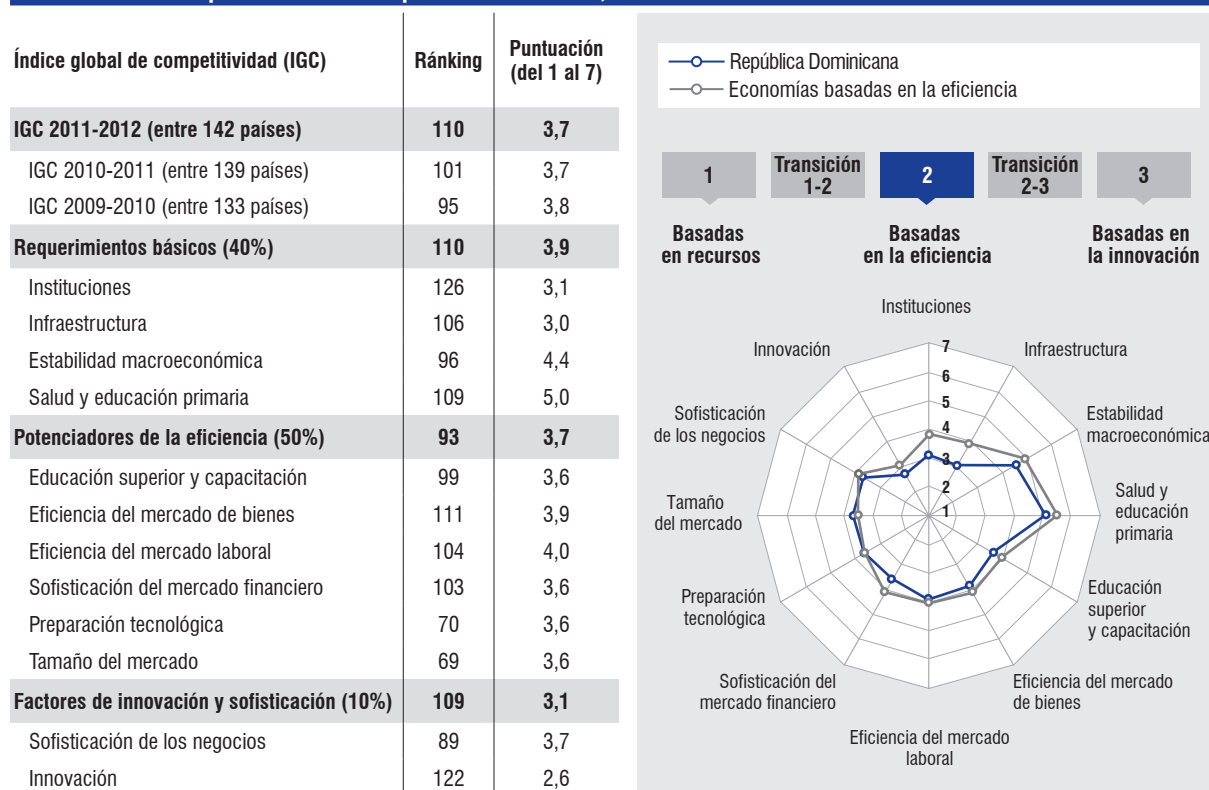 Índice global de competitividad (IGC) Ránking Puntuación
(del 1 al 7)
IGC 2011-2012 (entre 142 países) 110 3,7
IGC 2010-2011 (entre 139 países) 101 3,7
IGC 2009-2010 (entre 133 países) 95 3,8
Requerimientos básicos (40%) 110 3,9
Instituciones 126 3,1
Infraestructura 106 3,0
Estabilidad macroeconómica 96 4,4
Salud y educación primaria 109 5,0
Potenciadores de la eficiencia (50%) 93 3,7
Educación superior y capacitación 99 3,6
Eficiencia del mercado de bienes 111 3,9
Eficiencia del mercado laboral 104 4,0
Sofisticación del mercado financiero 103 3,6
Preparación tecnológica 70 3,6
Tamaño del mercado 69 3,6
Factores de innovación y sofisticación (10%) 109 3,1
Sofisticación de los negocios 89 3,7
Innovación 122 2,6
República Dominicana
Economías basadas en la eficiencia
1
Transición
1-2
2
Transición
2-3
3
Basadas
en recursos
Basadas
en la eficiencia
Basadas en
la innovación
Instituciones
Infraestructura
Estabilidad
macroeconómica
Salud y
educación
primaria
Educación
superior
y capacitación
Eficiencia del mercado
de bienes
Eficiencia del mercado
laboral
Sofisticación del
mercado financiero
Preparación
tecnológica
Tamaño
del mercado
Sofisticación
de los negocios
Innovación
7
6
5
4
3
2
1